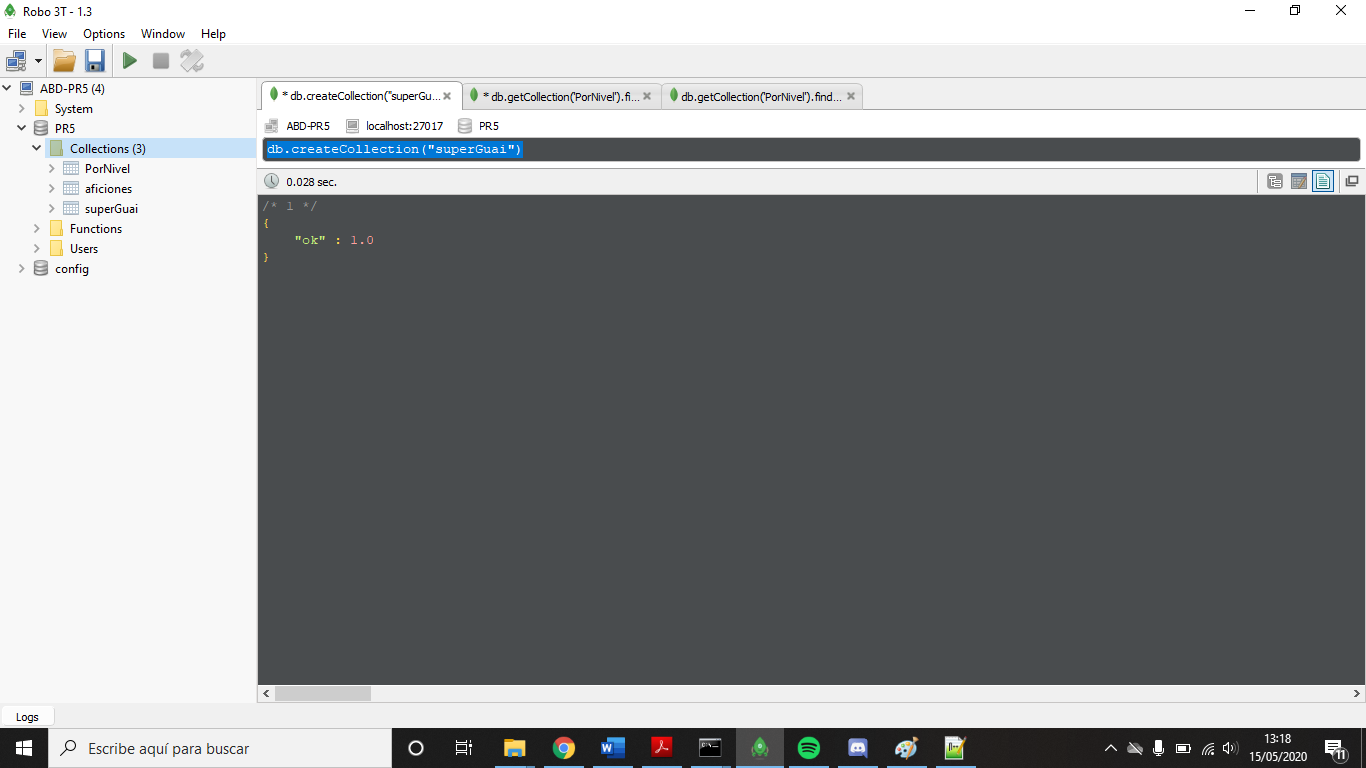 Robo 3T - 1.3
File View Options Window Help
ABD-PR5 (4)
System
PR5
Collections (3)
PorNivel
aficiones
superGuai
Functions
Users
config
* db.createCollection("superGu... * db.getCollection('PorNivel').fi... db.getCollection('PorNivel').find...
ABD-PR5 localhost:27017 PR5
db.createCollection("superGuai")
0.028 sec.
/* 1 */
{
"ok" : 1.0
}
Logs
Escribe aquí para buscar
13:18
15/05/2020
11